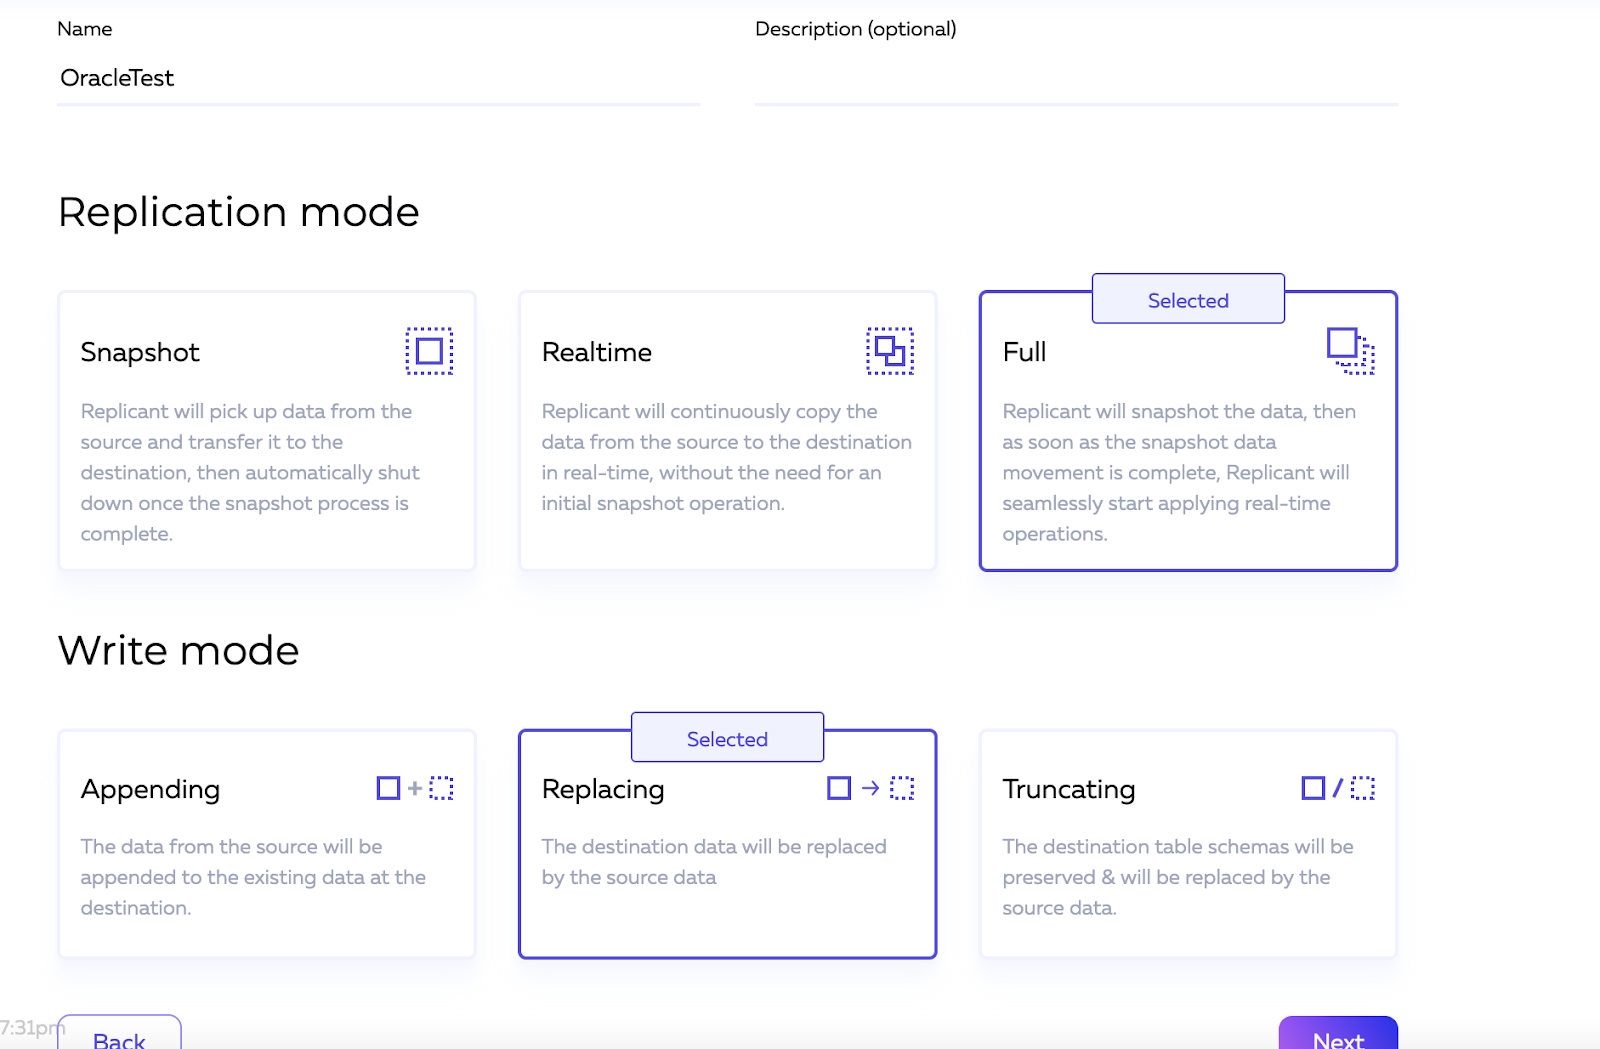 Name
Description (optional)
OracleTest
Replication mode
Selected
Snapshot
Replicant will pick up data from the
source and transfer it to the
destination, then automatically shut
down once the snapshot process is
complete.
Realtime
Replicant will continuously copy the
data from the source to the destination
in real-time, without the need for an
initial snapshot operation.
Full
Replicant will snapshot the data, then
as soon as the snapshot data
movement is complete, Replicant will
seamlessly start applying real-time
operations.
Write mode
Selected
Appending
The data from the source will be
appended to the existing data at the
destination.
Replacing
The destination data will be replaced
by the source data
Truncating
The destination table schemas will be
preserved & will be replaced by the
source data.
7:31pm
Back
Next